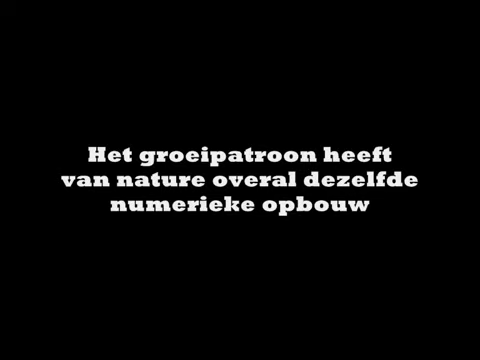 Het groeipatroon heeft
van nature overal dezelfde
numerieke opbouw